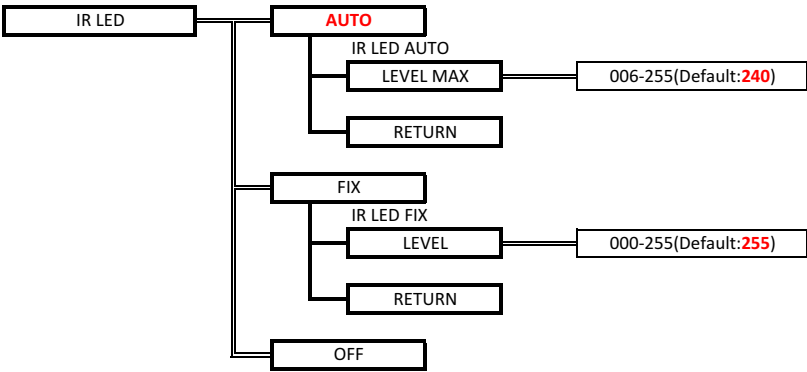 IR LED
AUTO
IR LED AUTO
LEVEL MAX
006-255(Default:240)
RETURN
FIX
IR LED FIX
LEVEL
000-255(Default:255)
RETURN
OFF